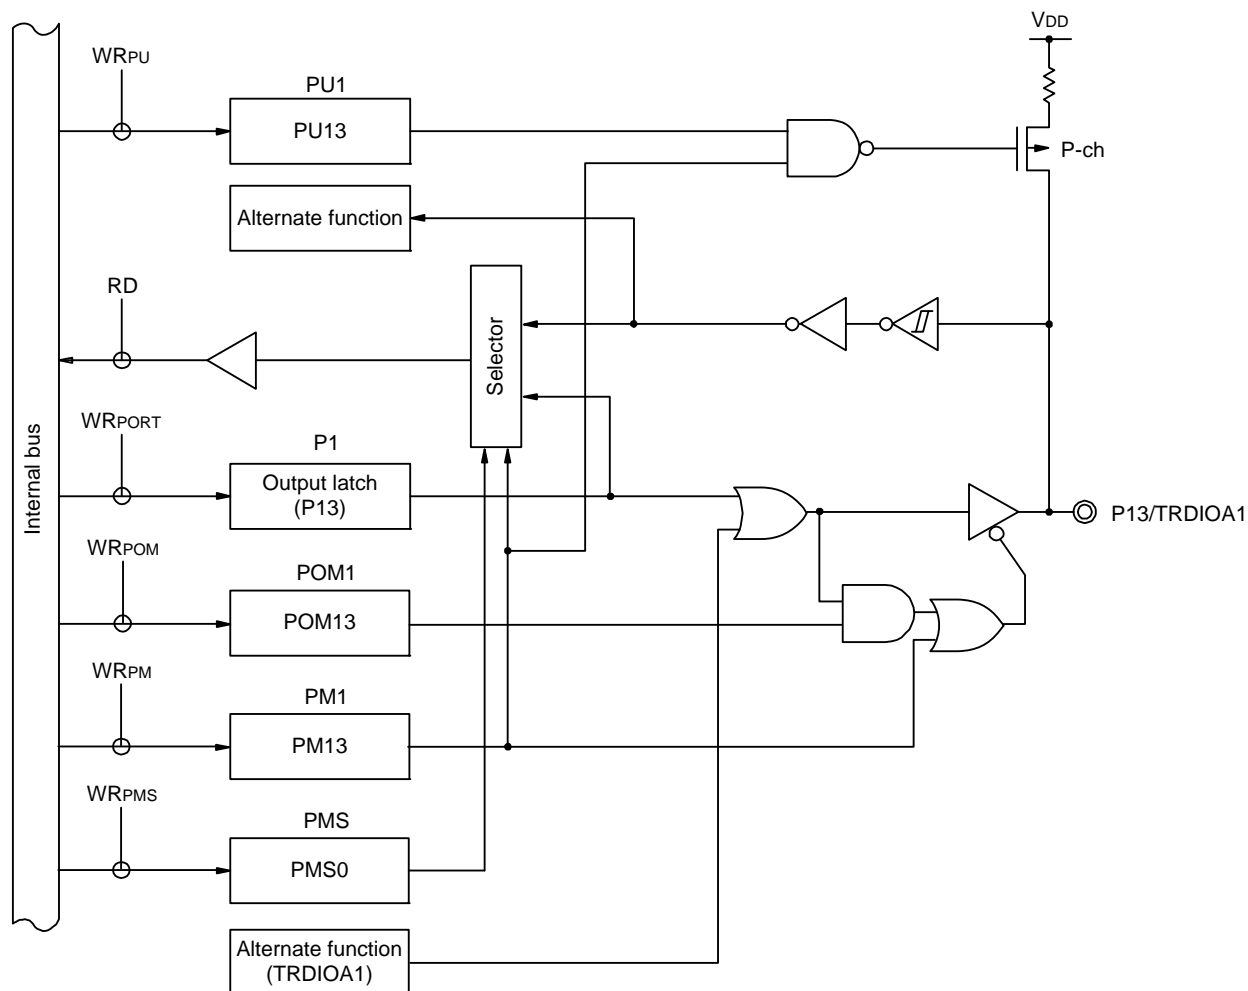 VDD
WRPU
PU1
PU13
P-ch
Alternate function
RD
Selector
Internal bus
WRPORT
P1
Output latch
(P13)
P13/TRDIOA1
WRPOM
POM1
POM13
WRPM
PM1
PM13
WRPMS
PMS
PMS0
Alternate function
(TRDIOA1)